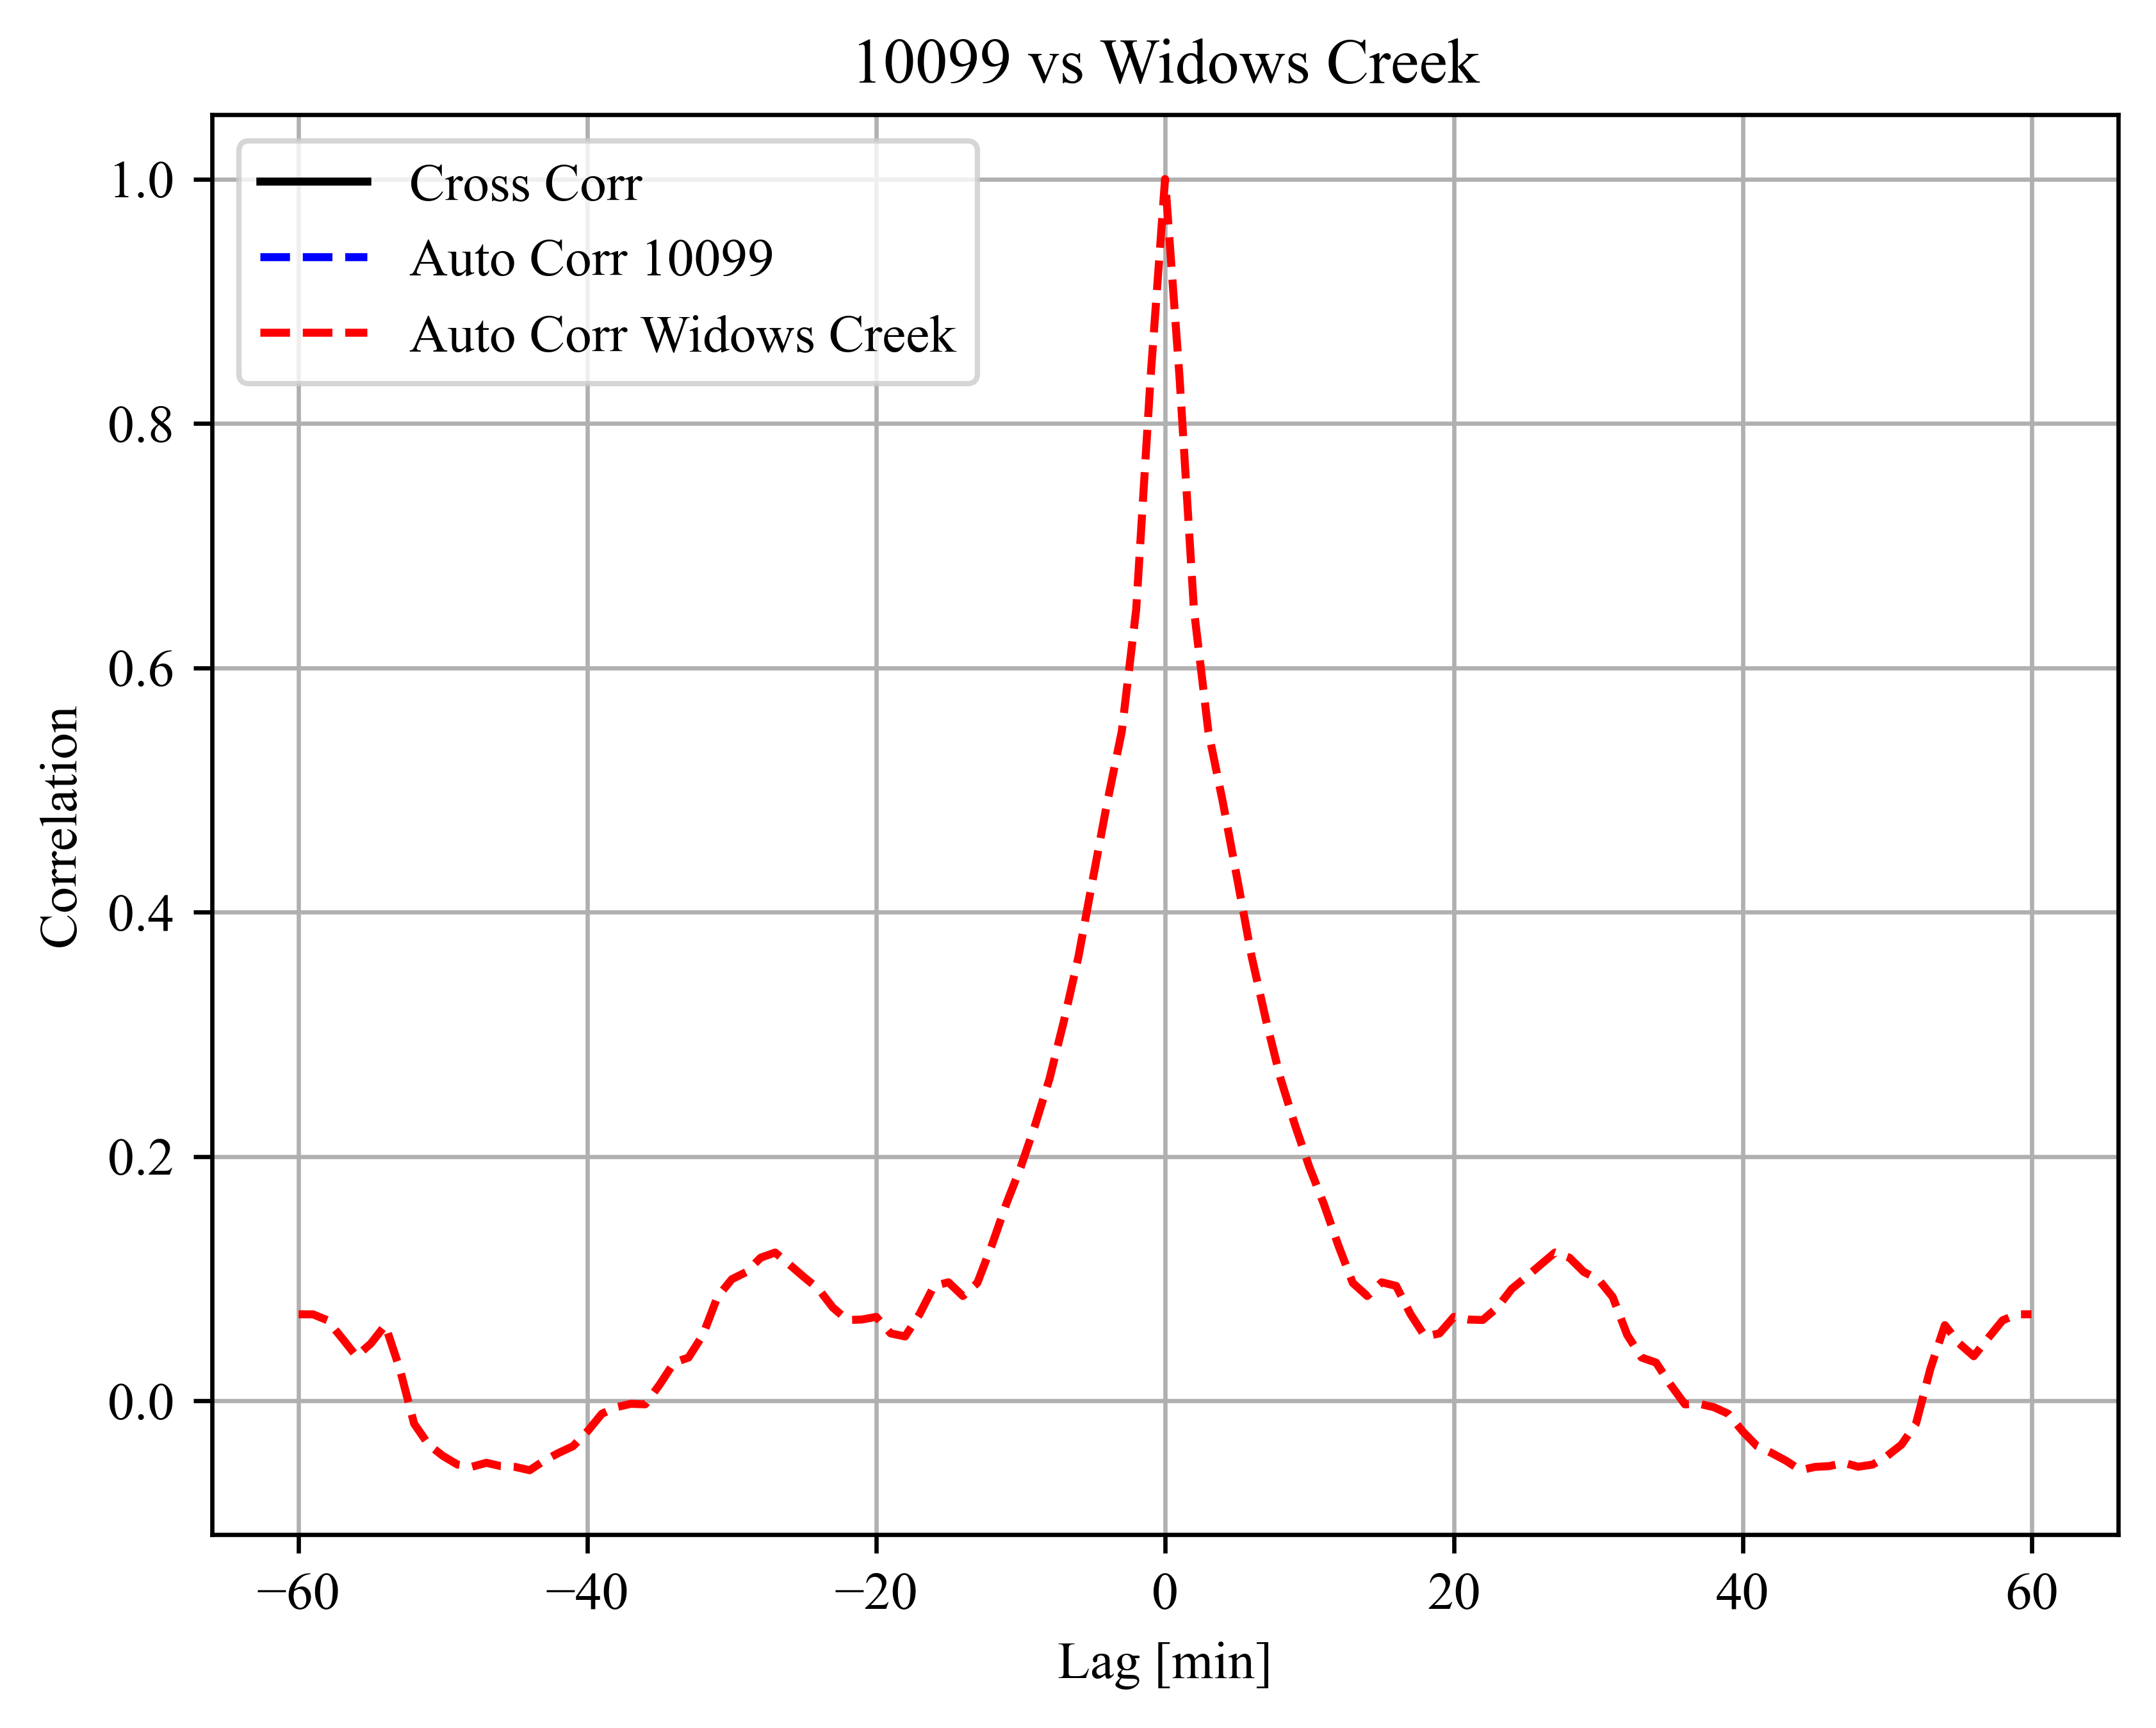 10099 vs Widows Creek
Cross Corr
Auto Corr 10099
Auto Corr Widows Creek
1.0
0.8
0.6
0.4
0.2
0.0
Correlation
−60 −40 −20 0 20 40 60
Lag [min]